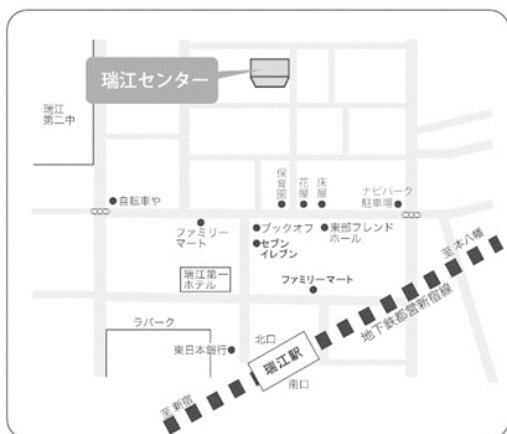 瑞江センター
瑞江
第二中
保育園
花屋
床屋
ナビパーク
駐車場
自転車や
ファミリー
マート
ブックオフ
セブン
イレブン
東部フレンド
ホール
瑞江第一
ホテル
ファミリーマート
至本八幡
地下鉄都営新宿線
ラパーク
東日本銀行
北口
瑞江駅
南口
至新宿